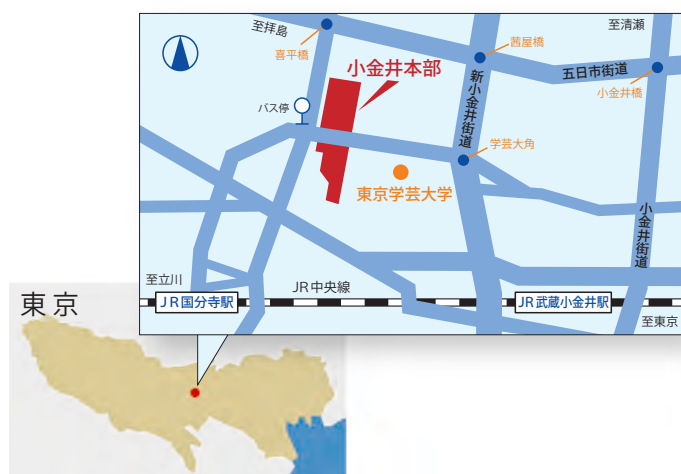 至拝島
喜平橋
茜屋橋
至清瀬
小金井本部
新小金井街道
五日市街道
小金井橋
バス停
学芸大角
東京学芸大学
小金井街道
至立川
JR中央線
JR国分寺駅
JR武蔵小金井駅
至東京
東京